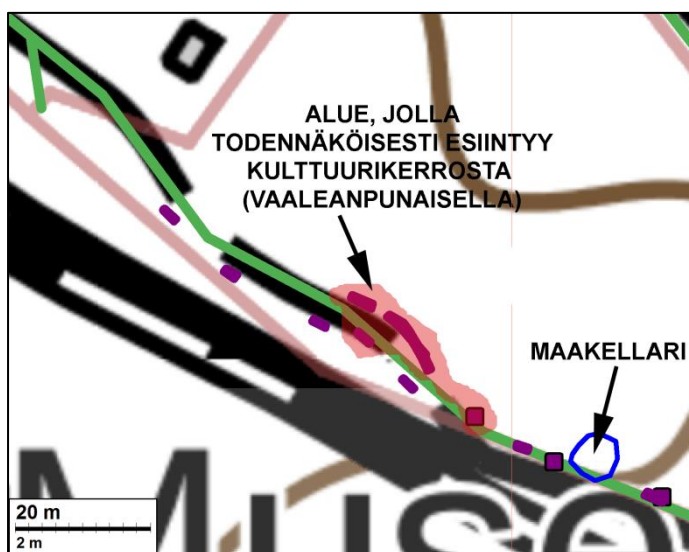 ALUE, JOLLA
TODENNÄKÖISESTI ESIINTYY
KULTTUURIKERROSTA
(VAALEANPUNAISELLA)
MAAKELLARI
20 m
2 m